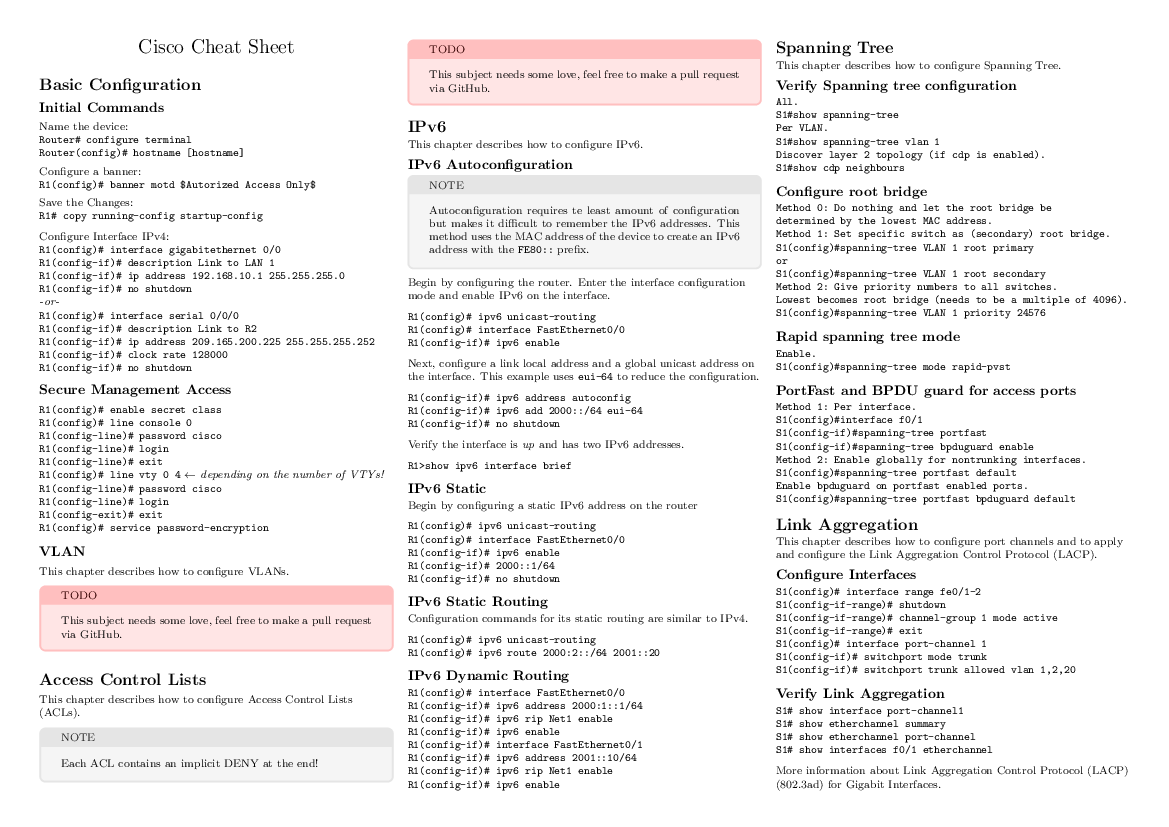 Cisco Cheat Sheet
Basic Configuration
Initial Commands
Name the device:
Router# configure terminal
Router(config)# hostname [hostname]
Configure a banner:
R1(config)# banner motd $Autorized Access Only$
Save the Changes:
R1# copy running-config startup-config
Configure Interface IPv4:
R1(config)# interface gigabitethernet 0/0
R1(config-if)# description Link to LAN 1
R1(config-if)# ip address 192.168.10.1 255.255.255.0
R1(config-if)# no shutdown
-or-
R1(config)# interface serial 0/0/0
R1(config-if)# description Link to R2
R1(config-if)# ip address 209.165.200.225 255.255.255.252
R1(config-if)# clock rate 128000
R1(config-if)# no shutdown
Secure Management Access
R1(config)# enable secret class
R1(config)# line console 0
R1(config-line)# password cisco
R1(config-line)# login
R1(config-line)# exit
R1(config)# line vty 0 4 ← depending on the number of VTYs!
R1(config-line)# password cisco
R1(config-line)# login
R1(config-exit)# exit
R1(config)# service password-encryption
VLAN
This chapter describes how to configure VLANs.
TODO
This subject needs some love, feel free to make a pull request
via GitHub.
Access Control Lists
This chapter describes how to configure Access Control Lists
(ACLs).
NOTE
Each ACL contains an implicit DENY at the end!
TODO
This subject needs some love, feel free to make a pull request
via GitHub.
IPv6
This chapter describes how to configure IPv6.
IPv6 Autoconfiguration
NOTE
Autoconfiguration requires te least amount of configuration
but makes it difficult to remember the IPv6 addresses. This
method uses the MAC address of the device to create an IPv6
address with the FE80:: prefix.
Begin by configuring the router. Enter the interface configuration
mode and enable IPv6 on the interface.
R1(config)# ipv6 unicast-routing
R1(config)# interface FastEthernet0/0
R1(config-if)# ipv6 enable
Next, configure a link local address and a global unicast address on
the interface. This example uses eui-64 to reduce the configuration.
R1(config-if)# ipv6 address autoconfig
R1(config-if)# ipv6 add 2000::/64 eui-64
R1(config-if)# no shutdown
Verify the interface is up and has two IPv6 addresses.
R1>show ipv6 interface brief
IPv6 Static
Begin by configuring a static IPv6 address on the router
R1(config)# ipv6 unicast-routing
R1(config)# interface FastEthernet0/0
R1(config-if)# ipv6 enable
R1(config-if)# 2000::1/64
R1(config-if)# no shutdown
IPv6 Static Routing
Configuration commands for its static routing are similar to IPv4.
R1(config)# ipv6 unicast-routing
R1(config)# ipv6 route 2000:2::/64 2001::20
IPv6 Dynamic Routing
R1(config)# interface FastEthernet0/0
R1(config-if)# ipv6 address 2000:1::1/64
R1(config-if)# ipv6 rip Net1 enable
R1(config-if)# ipv6 enable
R1(config-if)# interface FastEthernet0/1
R1(config-if)# ipv6 address 2001::10/64
R1(config-if)# ipv6 rip Net1 enable
R1(config-if)# ipv6 enable
Spanning Tree
This chapter describes how to configure Spanning Tree.
Verify Spanning tree configuration
All.
S1#show spanning-tree
Per VLAN.
S1#show spanning-tree vlan 1
Discover layer 2 topology (if cdp is enabled).
S1#show cdp neighbours
Configure root bridge
Method 0: Do nothing and let the root bridge be
determined by the lowest MAC address.
Method 1: Set specific switch as (secondary) root bridge.
S1(config)#spanning-tree VLAN 1 root primary
or
S1(config)#spanning-tree VLAN 1 root secondary
Method 2: Give priority numbers to all switches.
Lowest becomes root bridge (needs to be a multiple of 4096).
S1(config)#spanning-tree VLAN 1 priority 24576
Rapid spanning tree mode
Enable.
S1(config)#spanning-tree mode rapid-pvst
PortFast and BPDU guard for access ports
Method 1: Per interface.
S1(config)#interface f0/1
S1(config-if)#spanning-tree portfast
S1(config-if)#spanning-tree bpduguard enable
Method 2: Enable globally for nontrunking interfaces.
S1(config)#spanning-tree portfast default
Enable bpduguard on portfast enabled ports.
S1(config)#spanning-tree portfast bpduguard default
Link Aggregation
This chapter describes how to configure port channels and to apply
and configure the Link Aggregation Control Protocol (LACP).
Configure Interfaces
S1(config)# interface range fe0/1-2
S1(config-if-range)# shutdown
S1(config-if-range)# channel-group 1 mode active
S1(config-if-range)# exit
S1(config)# interface port-channel 1
S1(config-if)# switchport mode trunk
S1(config-if)# switchport trunk allowed vlan 1,2,20
Verify Link Aggregation
S1# show interface port-channel1
S1# show etherchannel summary
S1# show etherchannel port-channel
S1# show interfaces f0/1 etherchannel
More information about Link Aggregation Control Protocol (LACP)
(802.3ad) for Gigabit Interfaces.